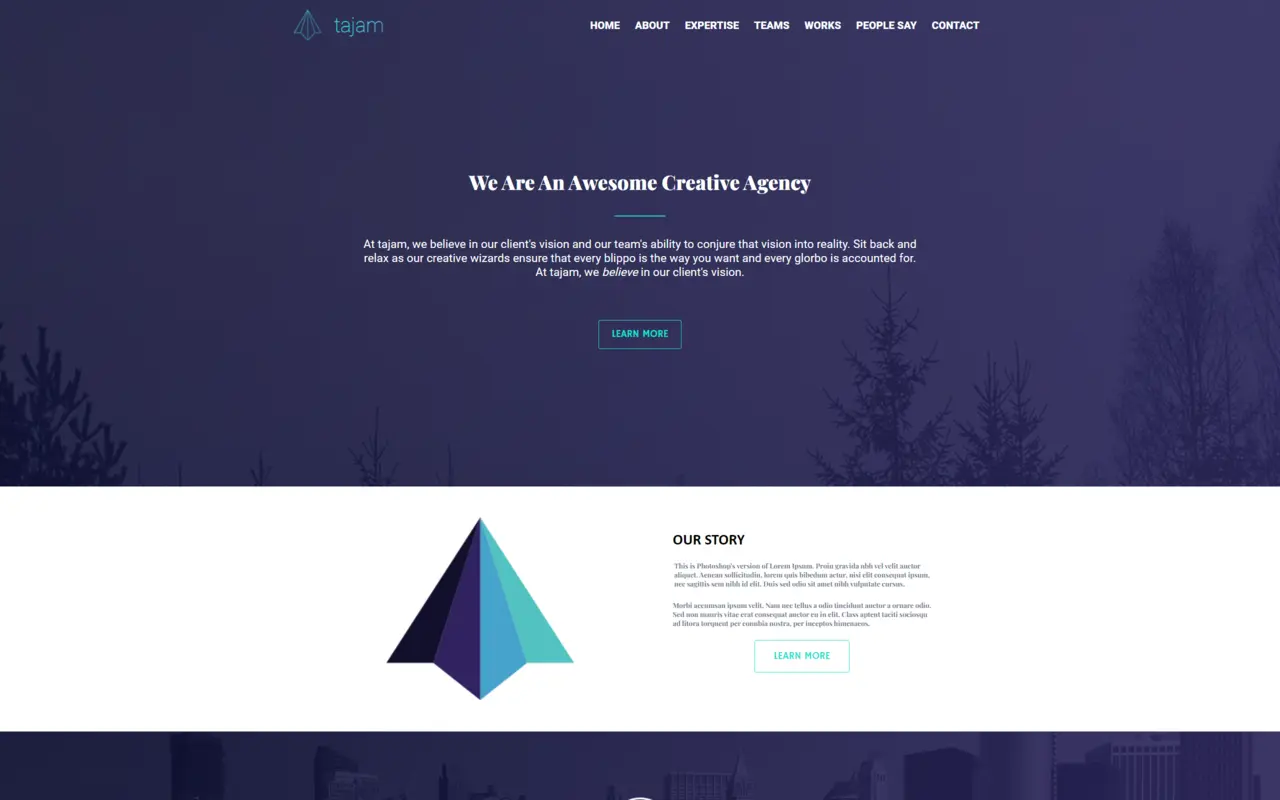 tajam
HOME ABOUT EXPERTISE TEAMS WORKS PEOPLE SAY CONTACT
We Are An Awesome Creative Agency
At tajam, we believe in our client's vision and our team's ability to conjure that vision into reality. Sit back and
relax as our creative wizards ensure that every blippo is the way you want and every glorbo is accounted for.
At tajam, we believe in our client's vision.
LEARN MORE
OUR STORY
This is Photoshop's version of Lorem Ipsum. Proin gravida nbh vel velit auctor
aliquet. Aenean sollicitudin, lorem quis bibedum actur, nisi elit consequat ipsum,
nec sagittis sem nibh id elit. Duis sed odio sit amet nibh vulputate cursus.
Morbi accumsan ipsum velit. Nam nec tellus a odio tincidunt auctor a ornare odio.
Sed non mauris vitae erat consequat auctor eu in elit. Class aptent taciti sociosqu
ad litora torquent per conubia nostra, per inceptos himenaeos.
LEARN MORE